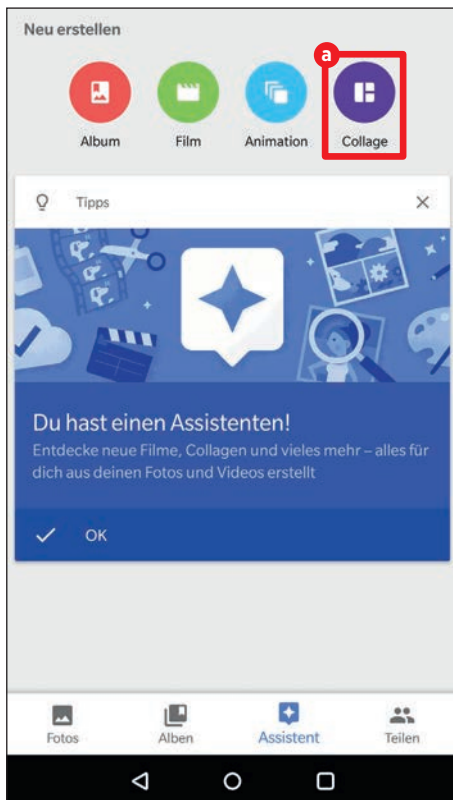 Neu erstellen
a
Album Film Animation Collage
Tipps
Du hast einen Assistenten!
Entdecke neue Filme, Collagen und vieles mehr – alles für
dich aus deinen Fotos und Videos erstellt
OK
Fotos Alben Assistent Teilen